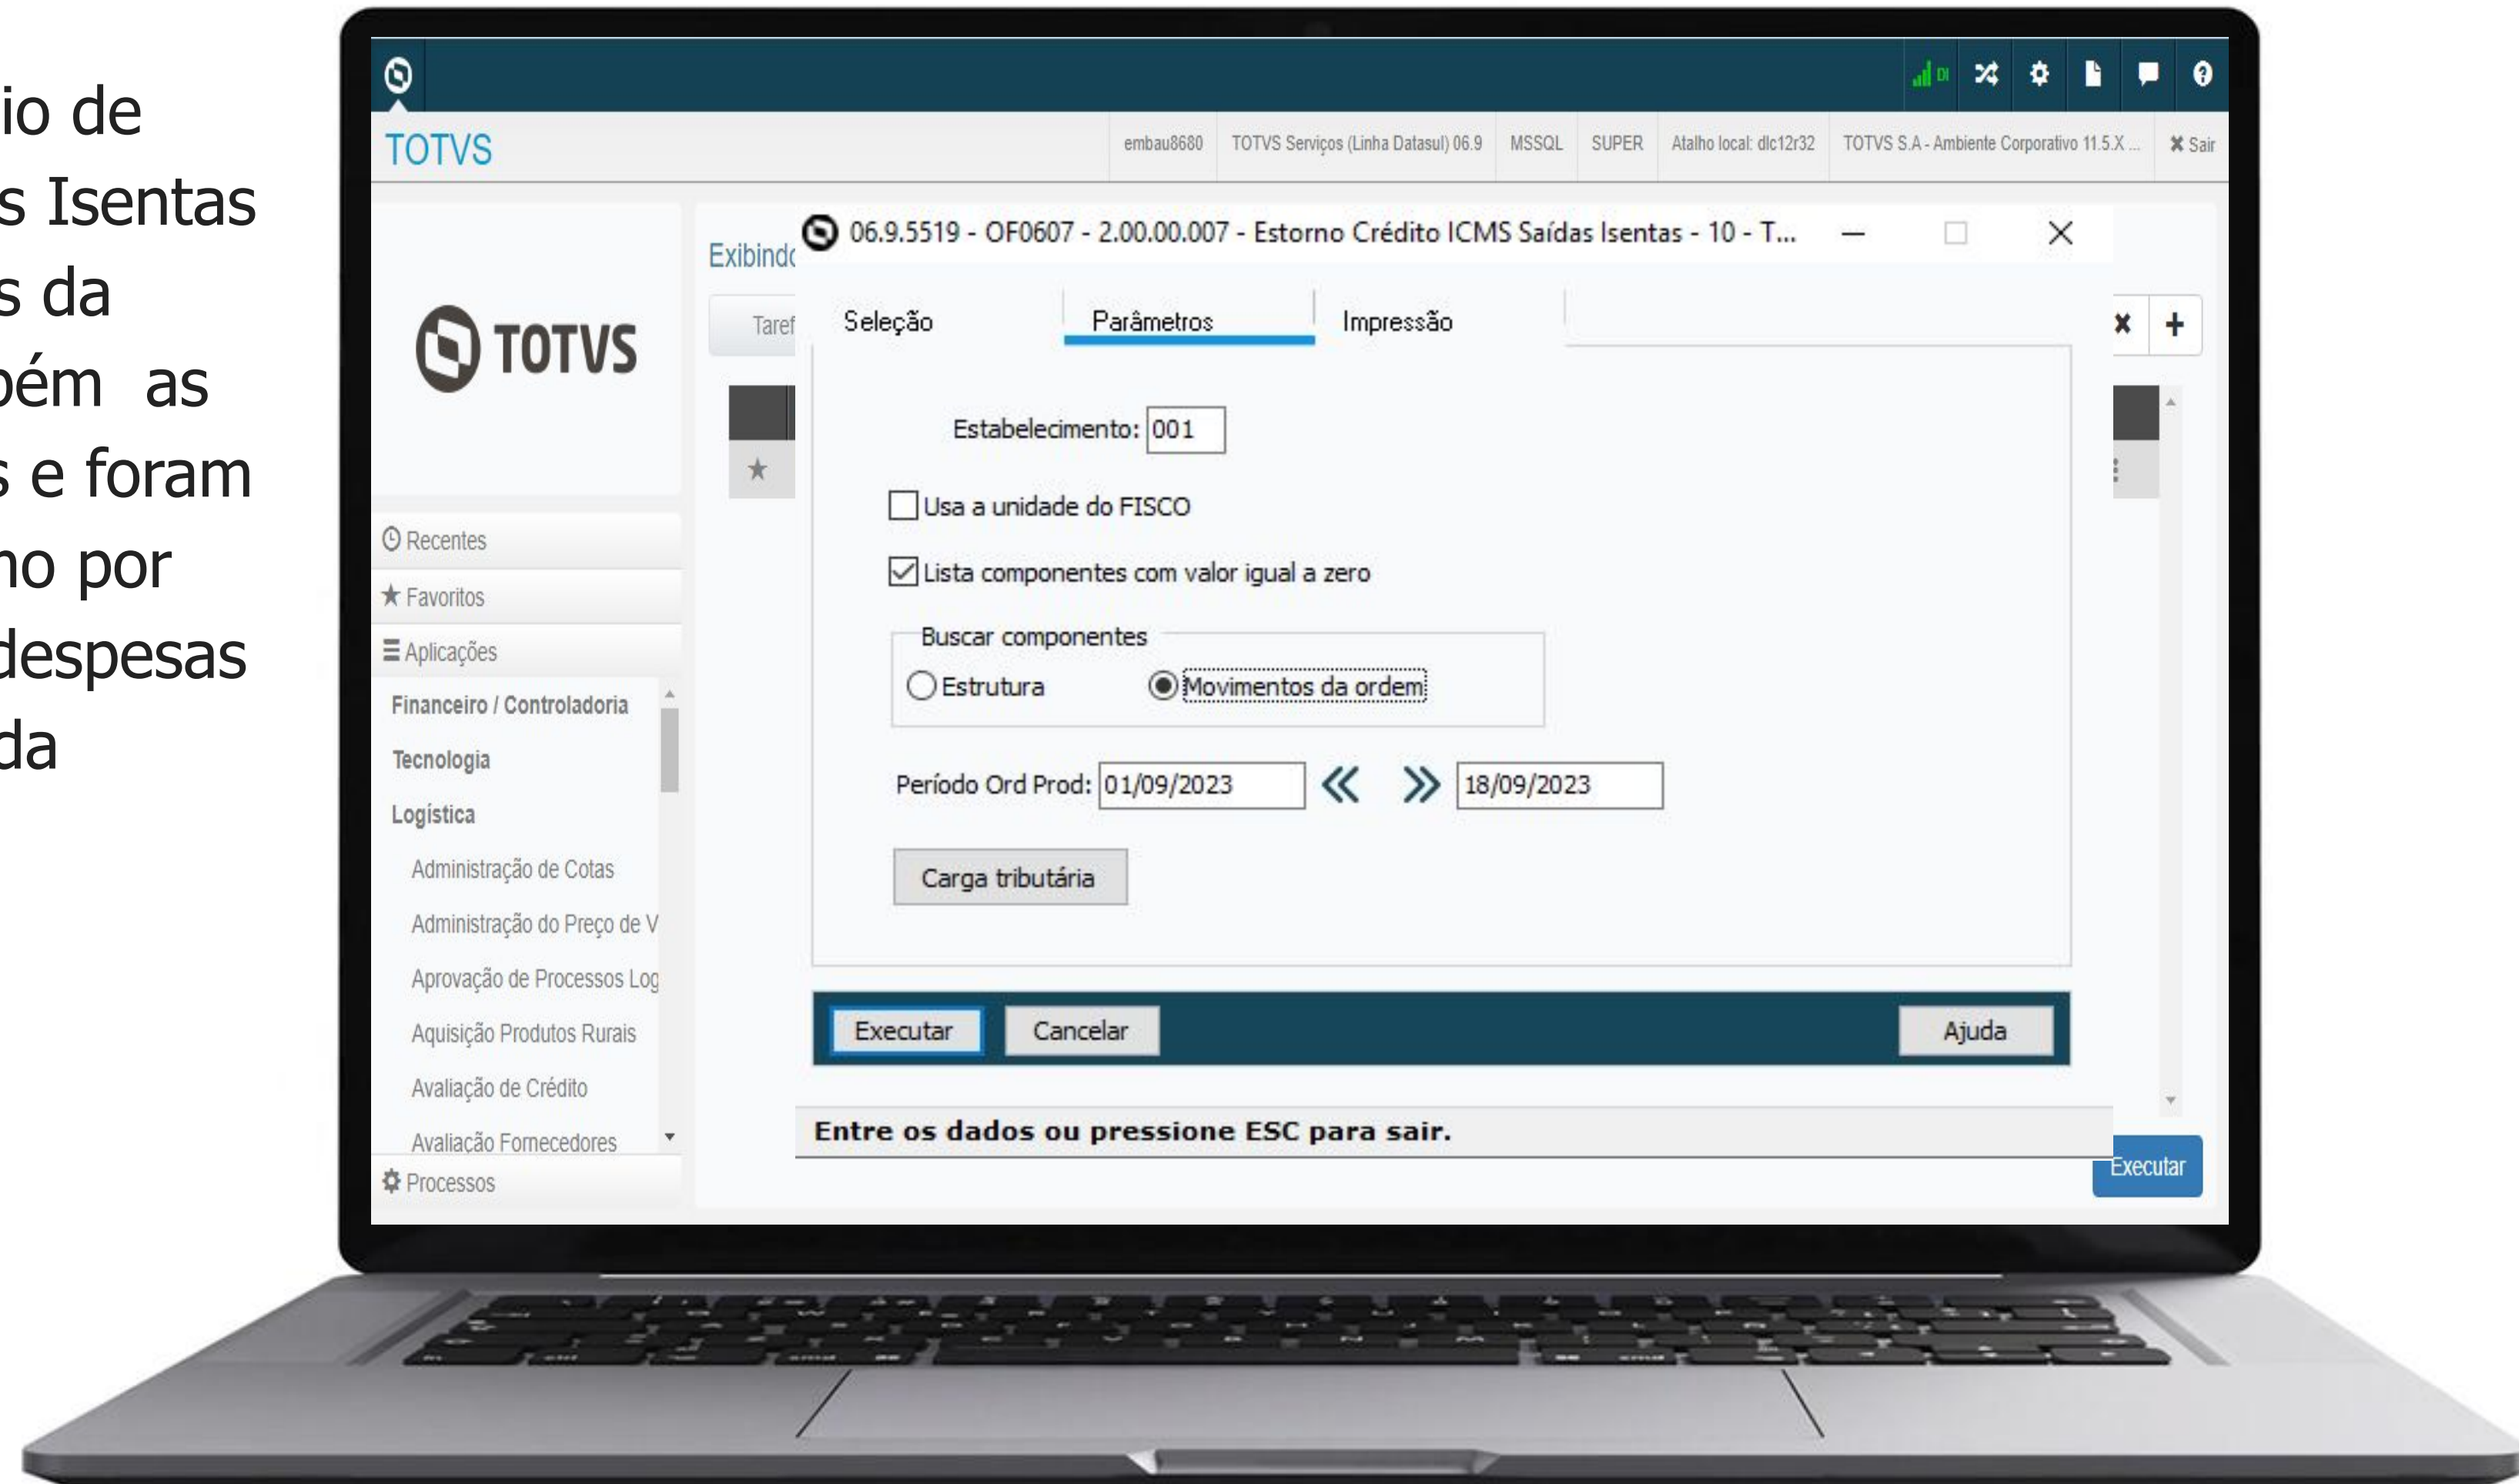 io de
s Isentas
s da
bém as
s e foram
no por
despesas
da
DI
TOTVS
embau8680 TOTVS Serviços (Linha Datasul) 06.9 MSSQL SUPER Atalho local: dlc12r32 TOTVS S.A - Ambiente Corporativo 11.5.X ... Sair
TOTVS
Recentes
Favoritos
Aplicações
Financeiro / Controladoria
Tecnologia
Logística
Administração de Cotas
Administração do Preço de V
Aprovação de Processos Log
Aquisição Produtos Rurais
Avaliação de Crédito
Avaliação Fornecedores
Processos
Exibindo
Taref
06.9.5519 - OF0607 - 2.00.00.007 - Estorno Crédito ICMS Saídas Isentas - 10 - T...
Seleção Parâmetros Impressão
Estabelecimento: 001
Usa a unidade do FISCO
Lista componentes com valor igual a zero
Buscar componentes
Estrutura Movimentos da ordem
Período Ord Prod: 01/09/2023 18/09/2023
Carga tributária
Executar Cancelar Ajuda
Entre os dados ou pressione ESC para sair.
Executar